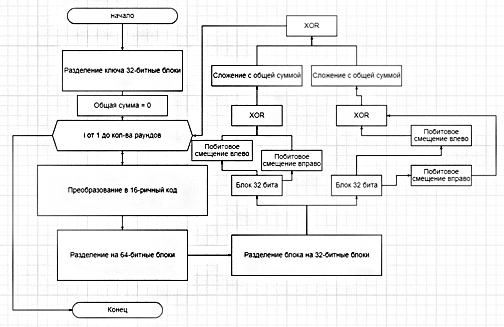 начало
Разделение ключа 32-битные блоки
Общая сумма = 0
I от 1 до кол-ва раундов
Преобразование в 16-ричный код
Разделение на 64-битные блоки
Конец
XOR
Сложение с общей суммой
Сложение с общей суммой
XOR
XOR
Побитовое
смещение влево
Побитовое
смещение вправо
Побитовое
смещение влево
Побитовое
смещение вправо
Блок 32 бита
Блок 32 бита
Разделение блока на 32-битные блоки